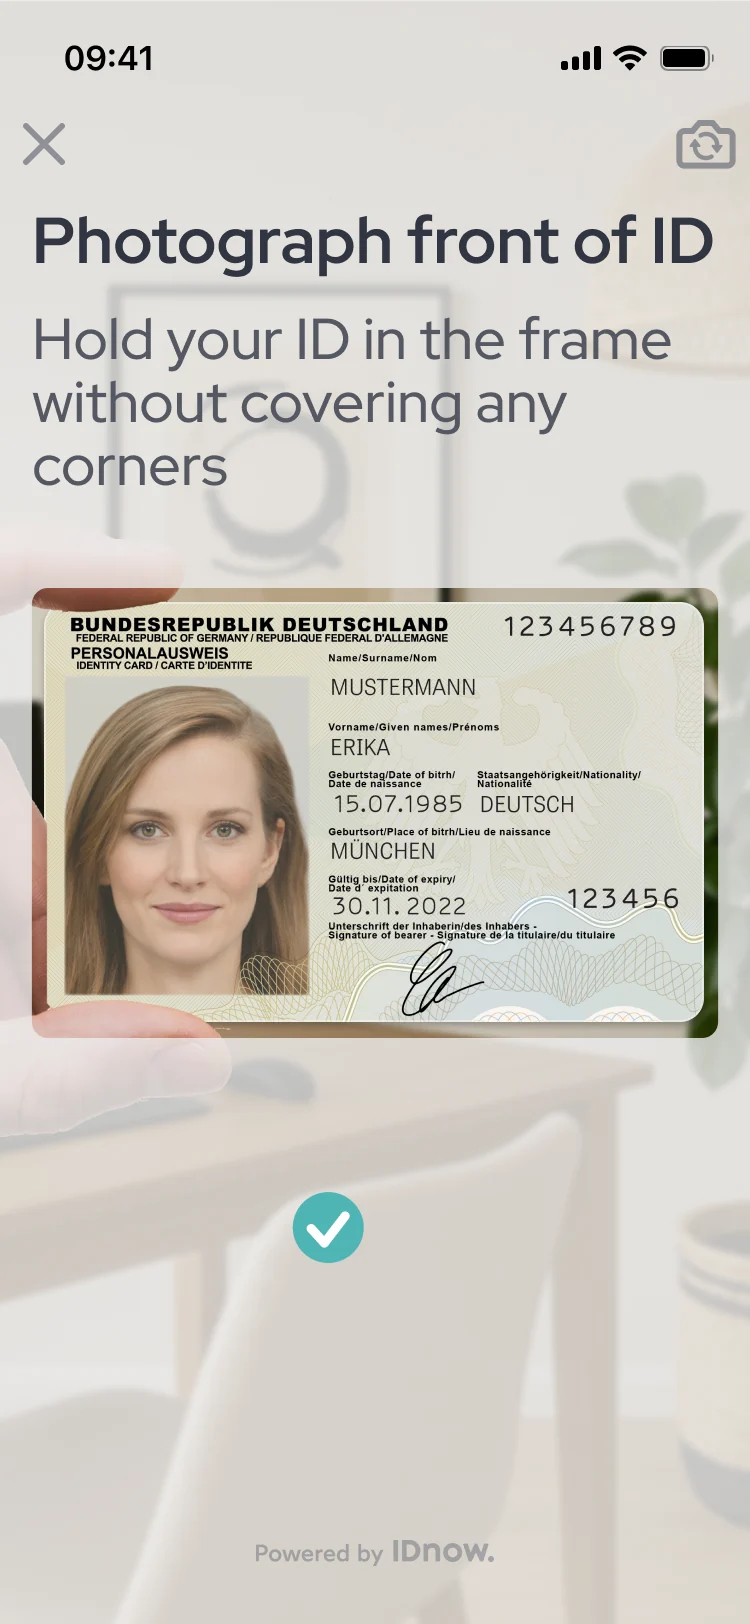 09:41
Photograph front of ID
Hold your ID in the frame
without covering any
corners
BUNDESREPUBLIK DEUTSCHLAND
FEDERAL REPUBLIC OF GERMANY / REPUBLIQUE FEDERAL D'ALLEMAGNE
123456789
PERSONALAUSWEIS
IDENTITY CARD / CARTE D'IDENTITE
Name/Surname/Nom
MUSTERMANN
Vorname/Given names/Prénoms
ERIKA
Geburtstag/Date of bitrh/
Date de naissance
15.07.1985
Staatsangehörigkeit/Nationality/
Nationalité
DEUTSCH
Geburtsort/Place of bitrh/Lieu de naissance
MÜNCHEN
Gültig bis/Date of expiry/
Date d´ expitation
30.11.2022
123456
Unterschrift der Inhaberin/des Inhabers -
Signature of bearer - Signature de la titulaire/du titulaire
Powered by IDnow.